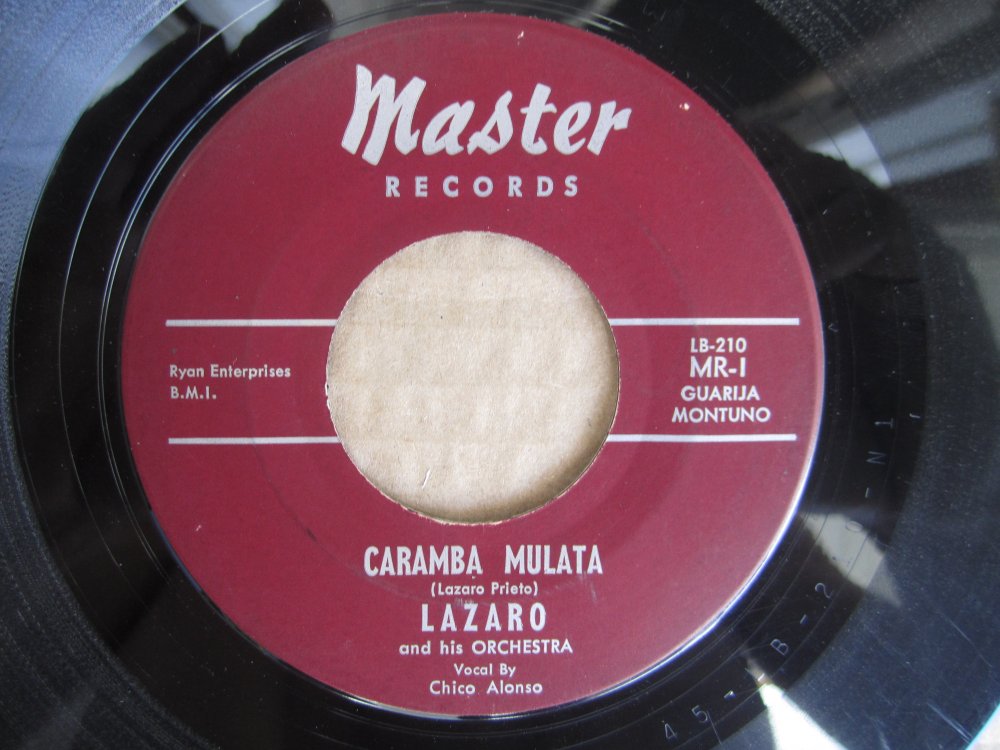 Master
RECORDS
Ryan Enterprises
B.M.I.
LB-210
MR-1
GUARIJA
MONTUNO
CARAMBA MULATA
(Lazaro Prieto)
LAZARO
and his ORCHESTRA
Vocal By
Chico Alonso